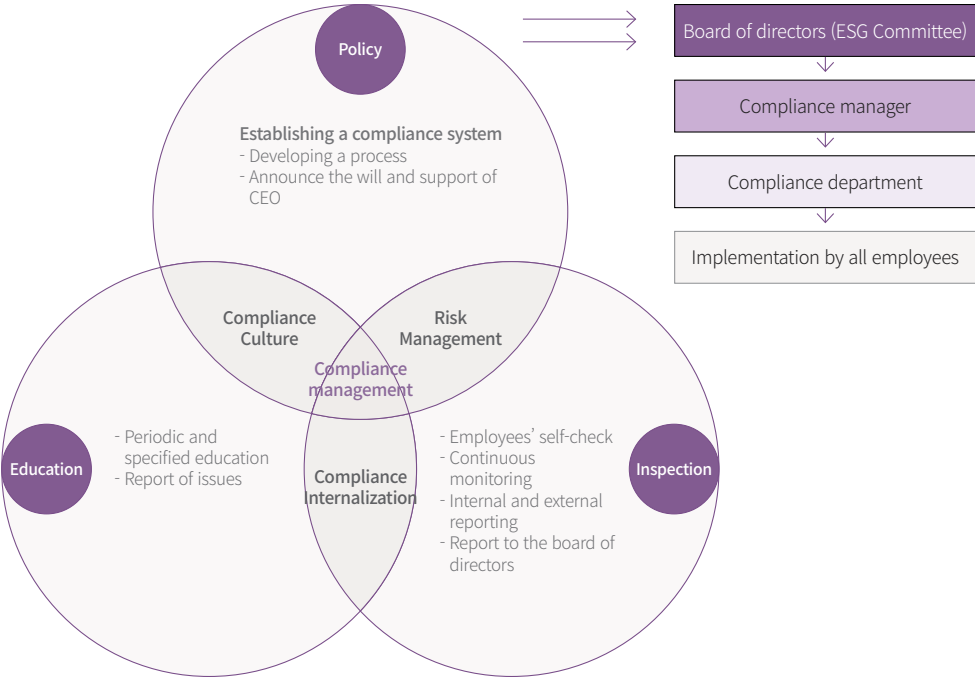 Policy
Establishing a compliance system
- Developing a process
- Announce the will and support of
CEO
Board of directors (ESG Committee)
Compliance manager
Compliance department
Implementation by all employees
Compliance
Culture
Risk
Management
Compliance
management
Education
- Periodic and
specified education
- Report of issues
Compliance
Internalization
- Employees’ self-check
- Continuous
monitoring
- Internal and external
reporting
- Report to the board of
directors
Inspection